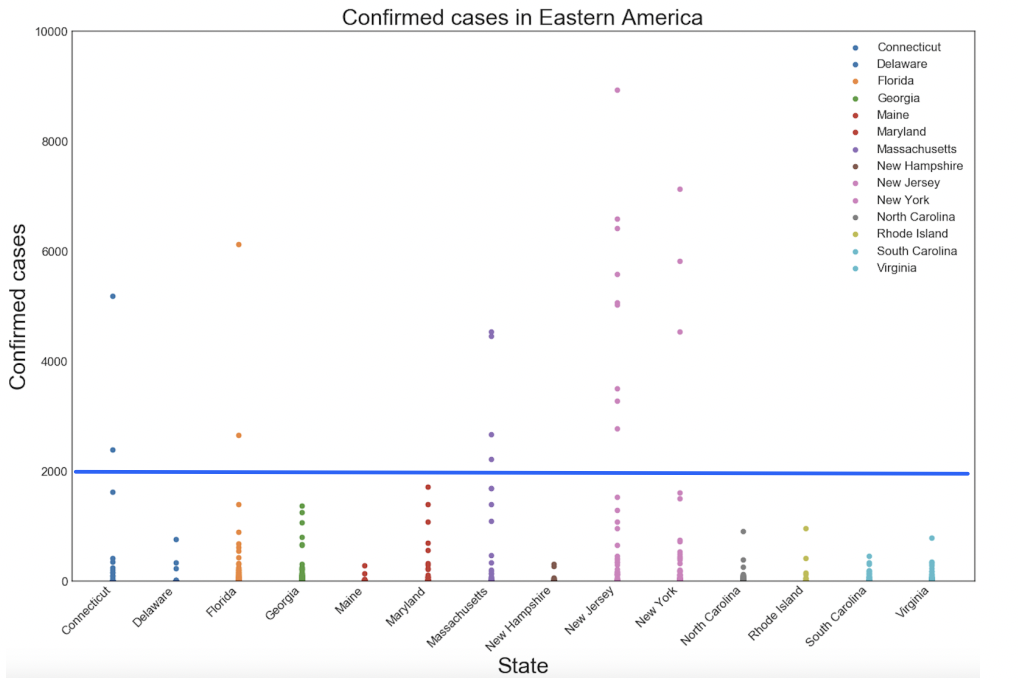 Confirmed cases in Eastern America
10000
8000
6000
4000
2000
0
Confirmed cases
Connecticut
Delaware
Florida
Georgia
Maine
Maryland
Massachusetts
New Hampshire
New Jersey
New York
North Carolina
Rhode Island
South Carolina
Virginia
Connecticut
Delaware
Florida
Georgia
Maine
Maryland
Massachusetts
New Hampshire
New Jersey
New York
North Carolina
Rhode Island
South Carolina
Virginia
State